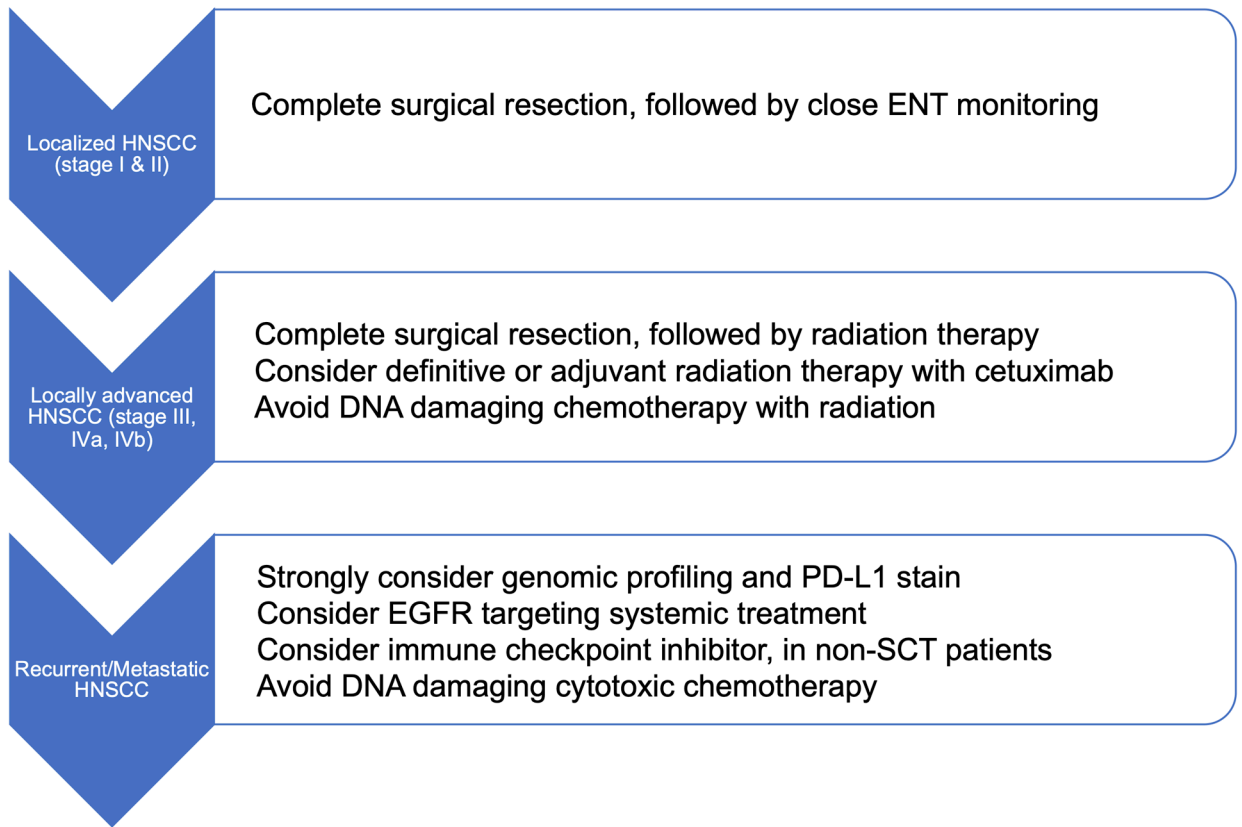 Localized HNSCC
(stage I & II)
Complete surgical resection, followed by close ENT monitoring
Locally advanced
HNSCC (stage III,
IVa, IVb)
Complete surgical resection, followed by radiation therapy
Consider definitive or adjuvant radiation therapy with cetuximab
Avoid DNA damaging chemotherapy with radiation
Recurrent/Metastatic
HNSCC
Strongly consider genomic profiling and PD-L1 stain
Consider EGFR targeting systemic treatment
Consider immune checkpoint inhibitor, in non-SCT patients
Avoid DNA damaging cytotoxic chemotherapy